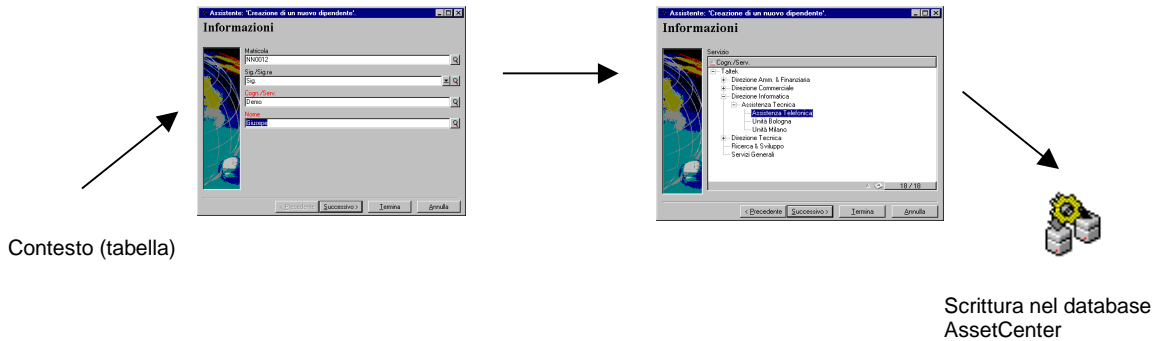 Assistente: 'Creazione di un nuovo dipendente'.
Informazioni
Matricola
NN0012
Sig./Sig.ra
Sig.
Cogn./Serv.
Demo
Nome
Giusepe
< Precedente Successivo > Termina Annulla
Assistente: 'Creazione di un nuovo dipendente'.
Informazioni
Servizio
Cogn./Serv.
Taltek
Direzione Amm. & Finanziaria
Direzione Commerciale
Direzione Informatica
Assistenza Tecnica
Assistenza Telefonica
Unità Bologna
Unità Milano
Direzione Tecnica
Ricerca & Sviluppo
Servizi Generali
18 / 18
< Precedente Successivo > Termina Annulla
Contesto (tabella)
Scrittura nel database
AssetCenter